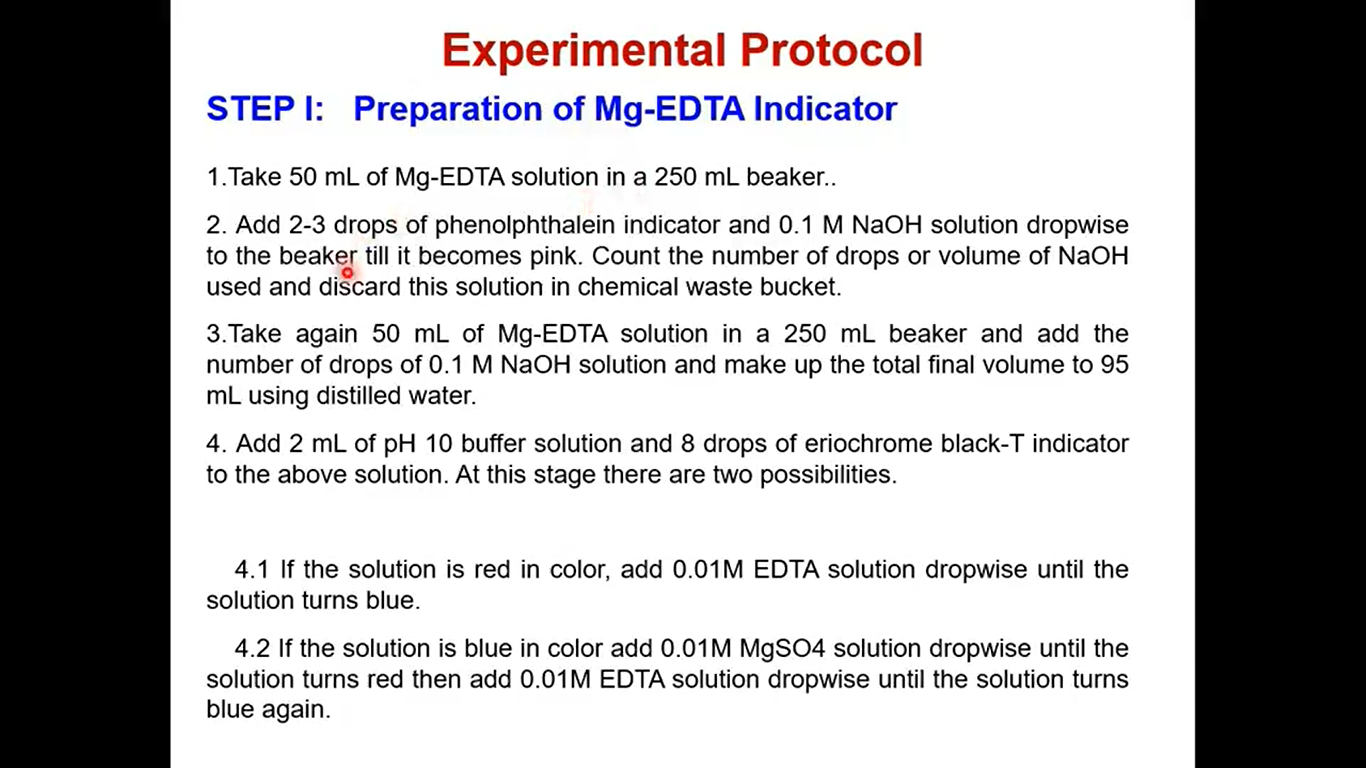 Experimental Protocol
STEP I: Preparation of Mg-EDTA Indicator
1.Take 50 mL of Mg-EDTA solution in a 250 mL beaker..
2. Add 2-3 drops of phenolphthalein indicator and 0.1 M NaOH solution dropwise
to the beaker till it becomes pink. Count the number of drops or volume of NaOH
used and discard this solution in chemical waste bucket.
3.Take again 50 mL of Mg-EDTA solution in a 250 mL beaker and add the
number of drops of 0.1 M NaOH solution and make up the total final volume to 95
mL using distilled water.
4. Add 2 mL of pH 10 buffer solution and 8 drops of eriochrome black-T indicator
to the above solution. At this stage there are two possibilities.
4.1 If the solution is red in color, add 0.01M EDTA solution dropwise until the
solution turns blue.
4.2 If the solution is blue in color add 0.01M MgSO4 solution dropwise until the
solution turns red then add 0.01M EDTA solution dropwise until the solution turns
blue again.